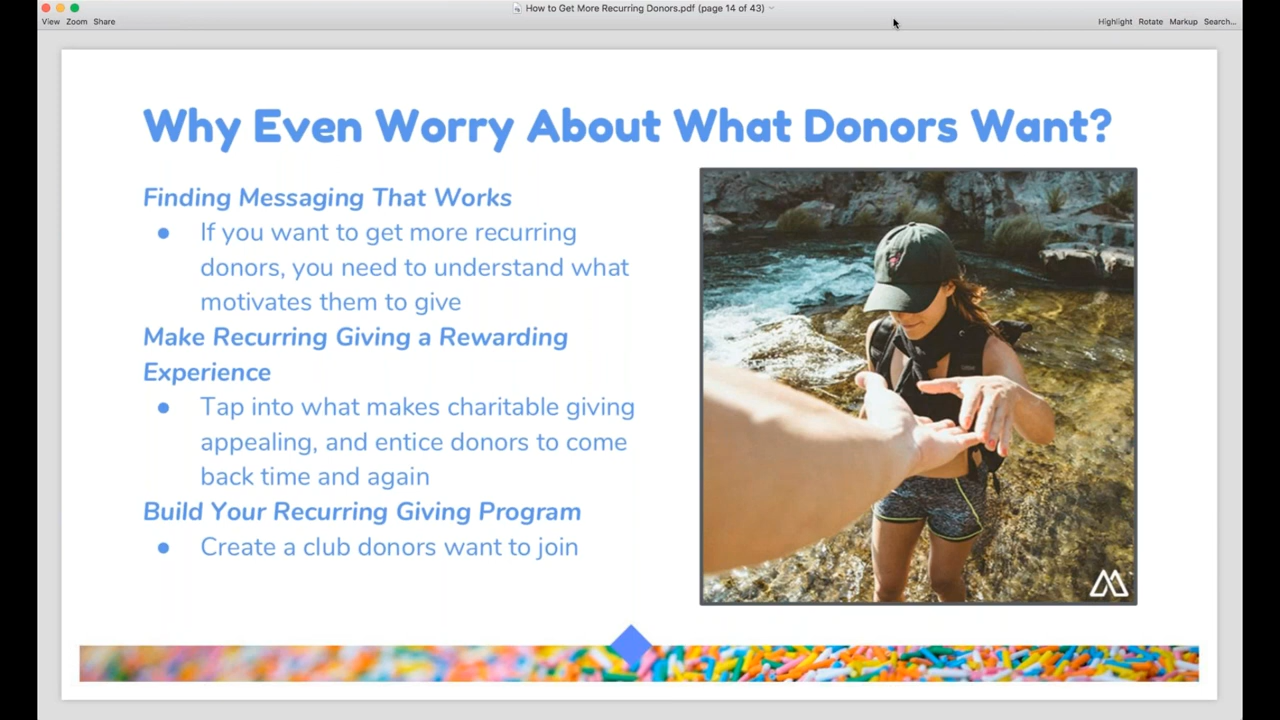 How to Get More Recurring Donors.pdf (page 14 of 43)
View Zoom Share
Highlight Rotate Markup Search...
Why Even Worry About What Donors Want?
Finding Messaging That Works
● If you want to get more recurring
donors, you need to understand what
motivates them to give
Make Recurring Giving a Rewarding
Experience
● Tap into what makes charitable giving
appealing, and entice donors to come
back time and again
Build Your Recurring Giving Program
● Create a club donors want to join